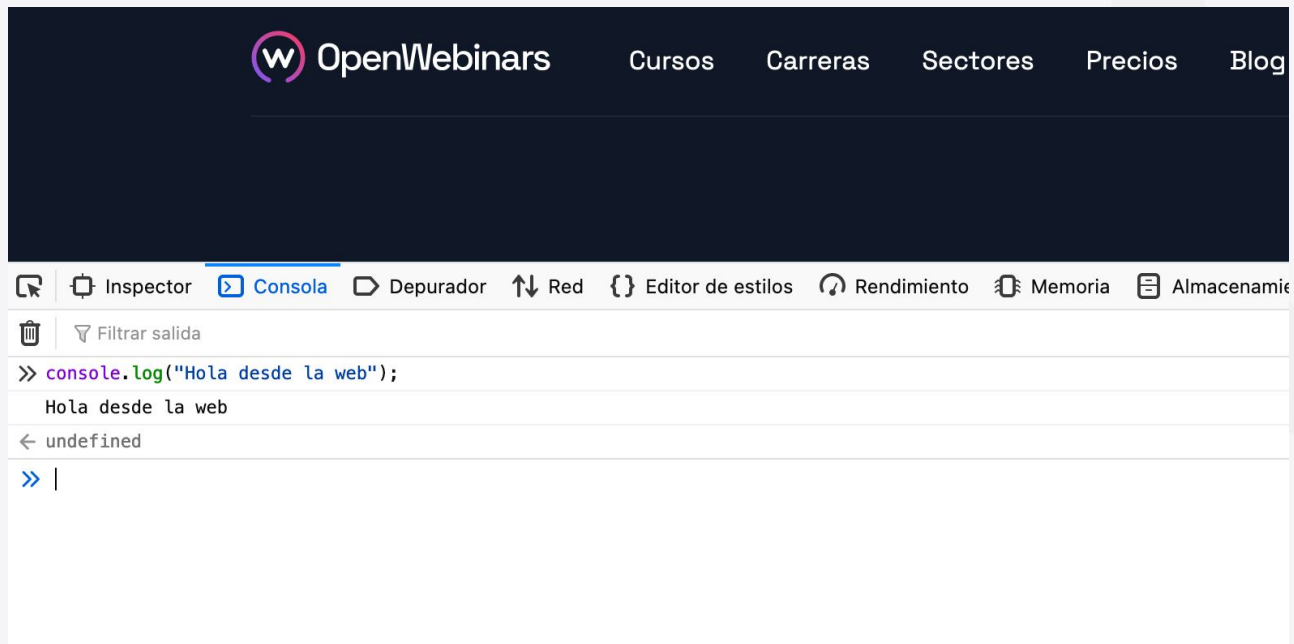 OpenWebinars Cursos Carreras Sectores Precios Blog
Inspector Consola Depurador Red {} Editor de estilos Rendimiento Memoria Almacenamie
Filtrar salida
>> console.log("Hola desde la web");
Hola desde la web
← undefined
>>